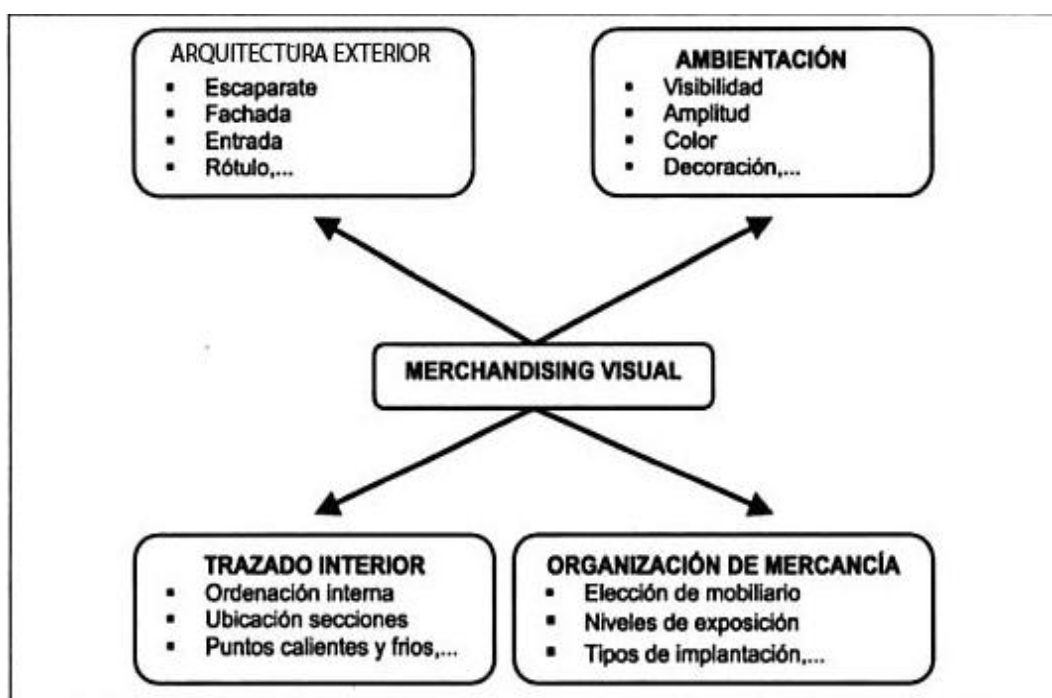 ARQUITECTURA EXTERIOR
▪ Escaparate
▪ Fachada
▪ Entrada
▪ Rótulo,...
AMBIENTACIÓN
▪ Visibilidad
▪ Amplitud
▪ Color
▪ Decoración,...
MERCHANDISING VISUAL
TRAZADO INTERIOR
▪ Ordenación interna
▪ Ubicación secciones
▪ Puntos calientes y frios,...
ORGANIZACIÓN DE MERCANCÍA
▪ Elección de mobiliario
▪ Niveles de exposición
▪ Tipos de implantación,...